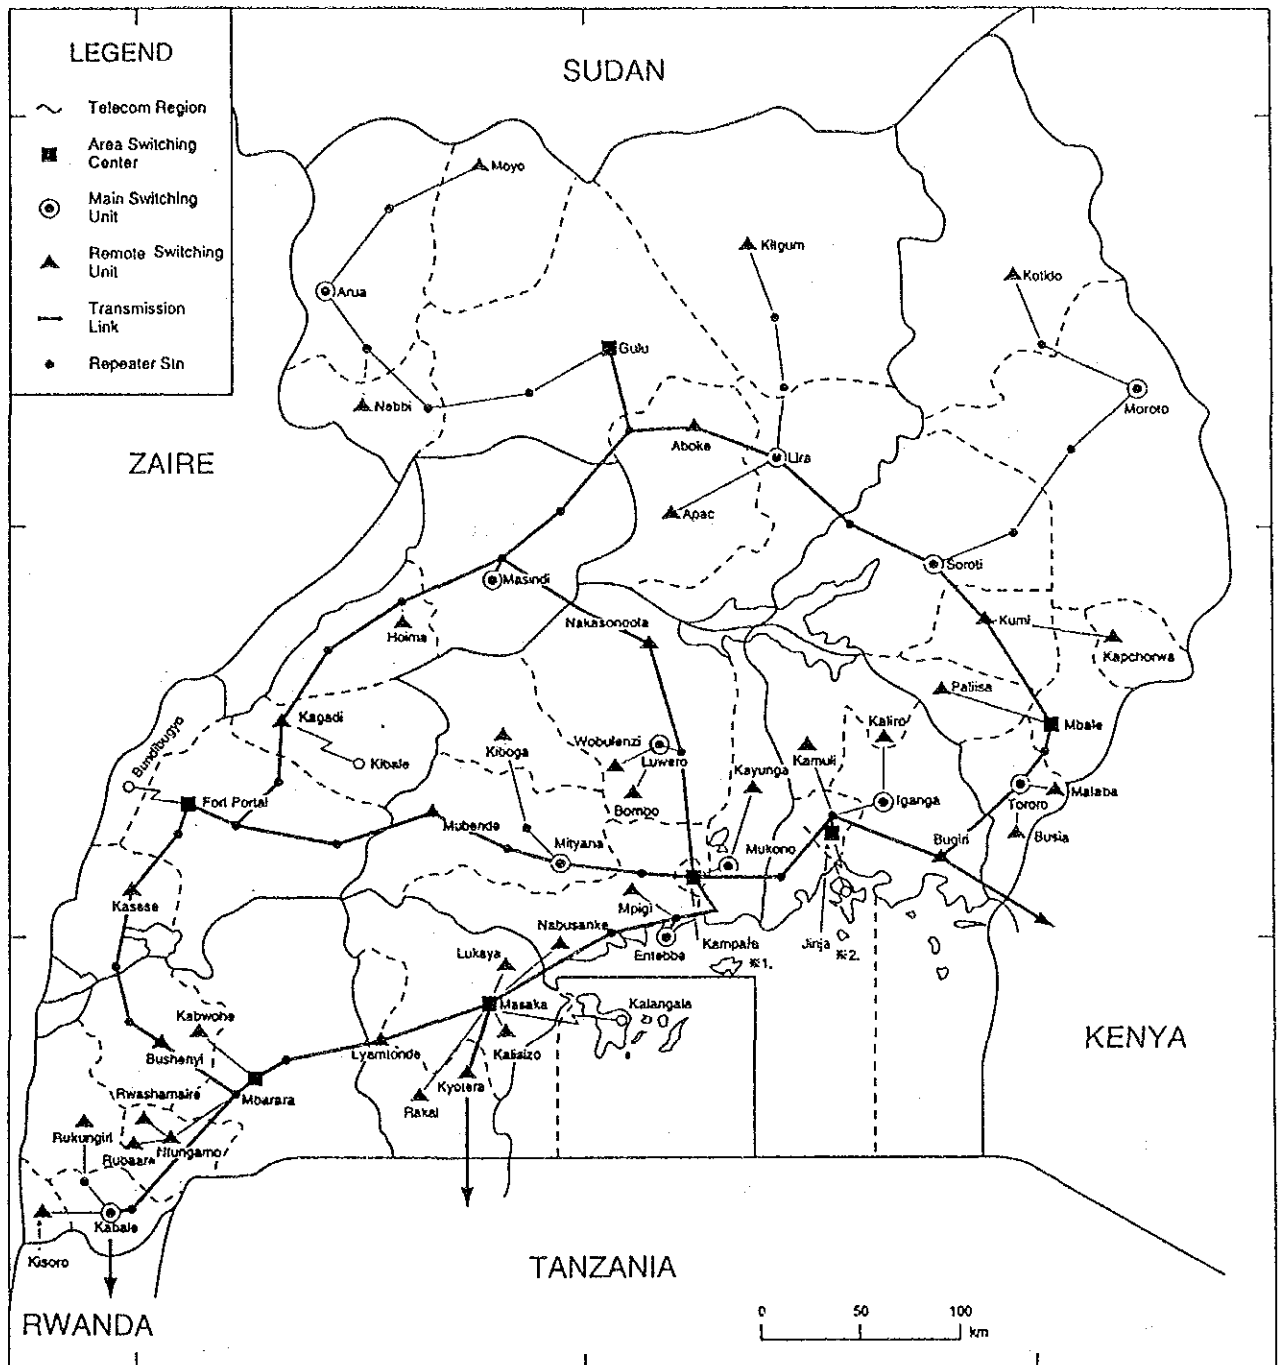 LEGEND
Telecom Region
Area Switching
Center
Main Switching
Unit
Remote Switching
Unit
Transmission
Link
Repeater Stn
SUDAN
Moyo
Kitgum
Kotido
Arua
Gulu
Nebbi
Moroto
Aboke
Lira
ZAIRE
Apac
Soroti
Masindi
Nakasongola
Kumi
Hoima
Kapchorwa
Pallisa
Kagadi
Kaliro
Mbale
Bundibugyo
Kiboga
Wobulenzi
Kibale
Luwero
Kayunga
Kamuli
Fort Portal
Bombo
Iganga
Tororo
Malaba
Mubende
Mityana
Mukono
Bugiri
Busia
Kasese
Mpigi
Nabusanke
Lukaya
Entebbe
Kampala
※1.
Jinja
※2.
Masaka
Kalangala
Kabwohe
Bushenyi
Lyantonde
Kalisizo
KENYA
Rwashamaire
Mbarara
Kyotera
Rakai
Rukungiri
Rubaare
Ntungamo
Kabale
Kisoro
TANZANIA
RWANDA
0 50 100
km